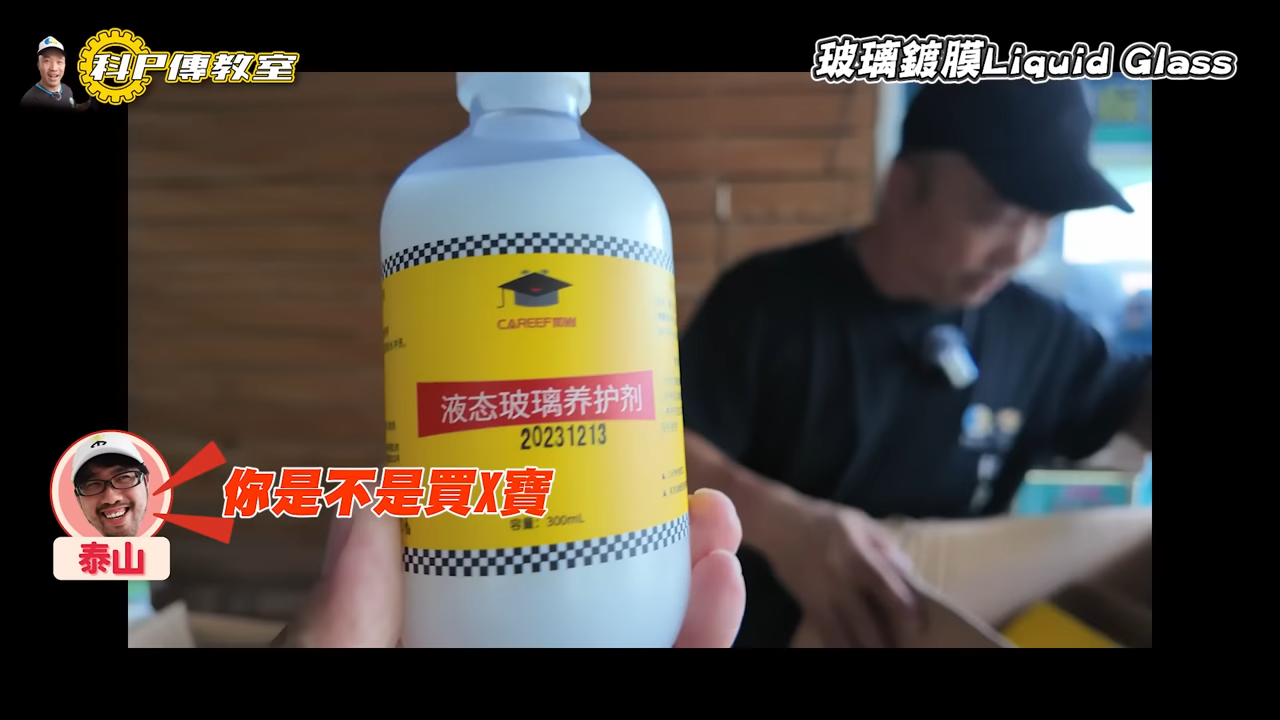 科P傳教室
玻璃鍍膜Liquid Glass
CAREEF
液态玻璃养护剂
20231213
你是不是買X寶
容量：300mL
泰山